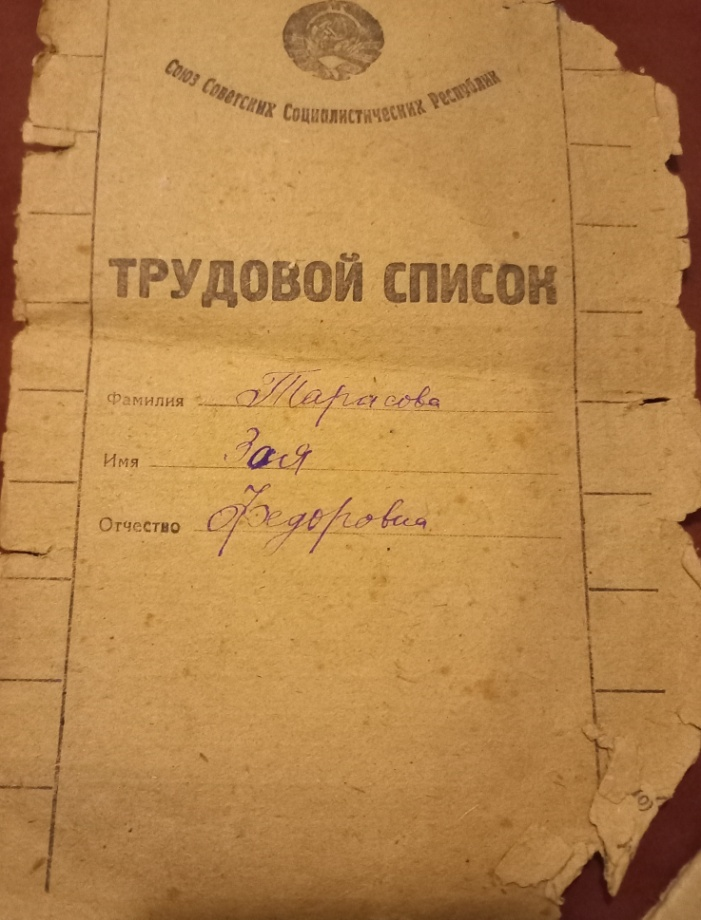 Союз Советских Социалистических Республик
ТРУДОВОЙ СПИСОК
Фамилия Тарасова
Имя Зоя
Отчество Федоровна